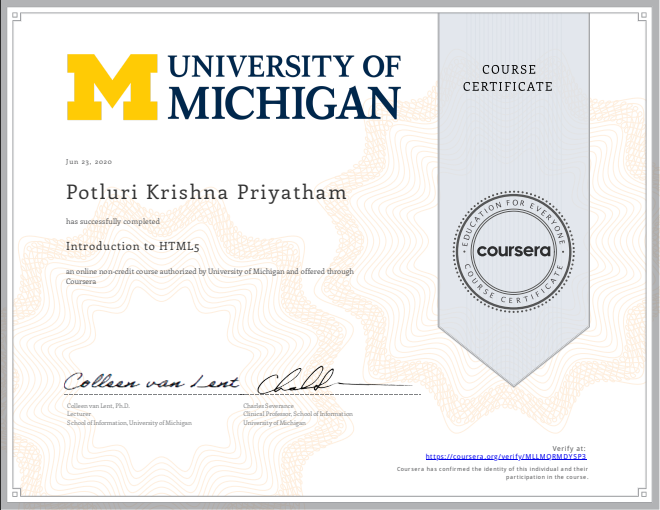 UNIVERSITY OF
MICHIGAN
COURSE
CERTIFICATE
Jun 23, 2020
Potluri Krishna Priyatham
has successfully completed
Introduction to HTML5
an online non-credit course authorized by University of Michigan and offered through
Coursera
EDUCATION FOR EVERYONE
coursera
COURSE CERTIFICATE
Colleen van Lent
Colleen van Lent, Ph.D.
Lecturer
School of Information, University of Michigan
Charles Severance
Clinical Professor, School of Information
University of Michigan
Verify at:
https://coursera.org/verify/MLLMQRMDYSP3
Coursera has confirmed the identity of this individual and their
participation in the course.